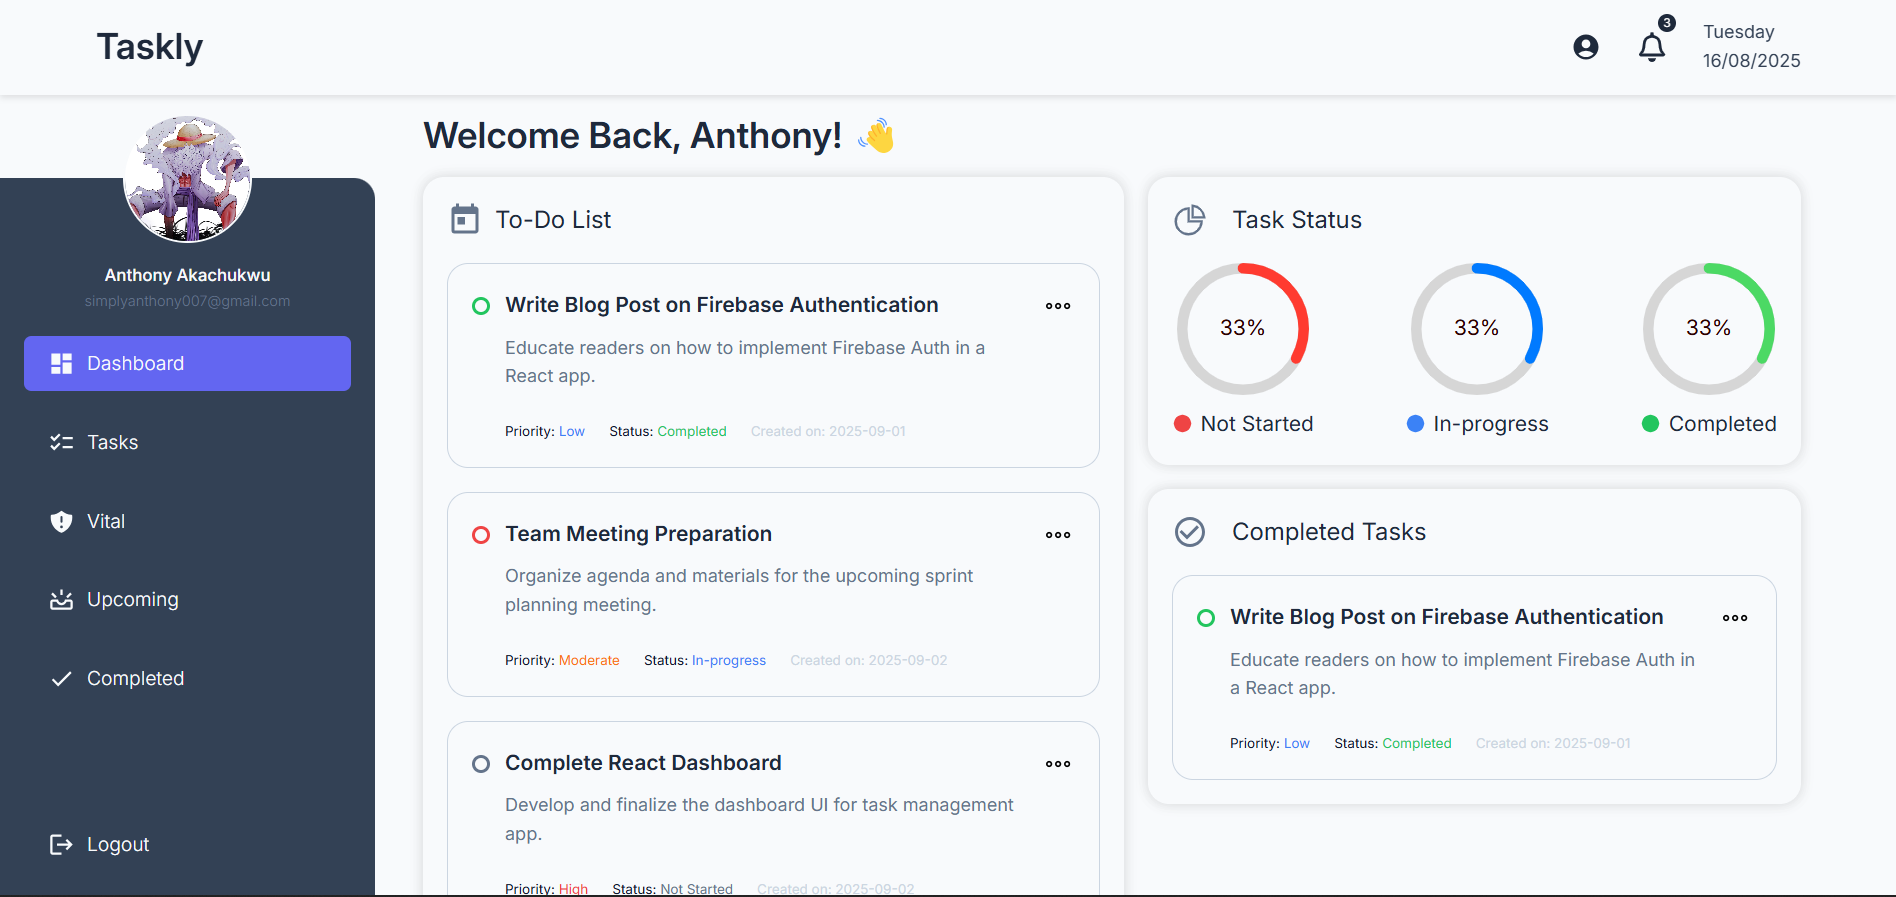 Taskly
3
Tuesday
16/08/2025
Anthony Akachukwu
simplyanthony007@gmail.com
Dashboard
Tasks
Vital
Upcoming
Completed
Logout
Welcome Back, Anthony! 👋
To-Do List
Write Blog Post on Firebase Authentication
Educate readers on how to implement Firebase Auth in a
React app.
Priority: Low Status: Completed Created on: 2025-09-01
Team Meeting Preparation
Organize agenda and materials for the upcoming sprint
planning meeting.
Priority: Moderate Status: In-progress Created on: 2025-09-02
Complete React Dashboard
Develop and finalize the dashboard UI for task management
app.
Priority: High Status: Not Started Created on: 2025-09-02
Task Status
33% 33% 33%
Not Started In-progress Completed
Completed Tasks
Write Blog Post on Firebase Authentication
Educate readers on how to implement Firebase Auth in
a React app.
Priority: Low Status: Completed Created on: 2025-09-01